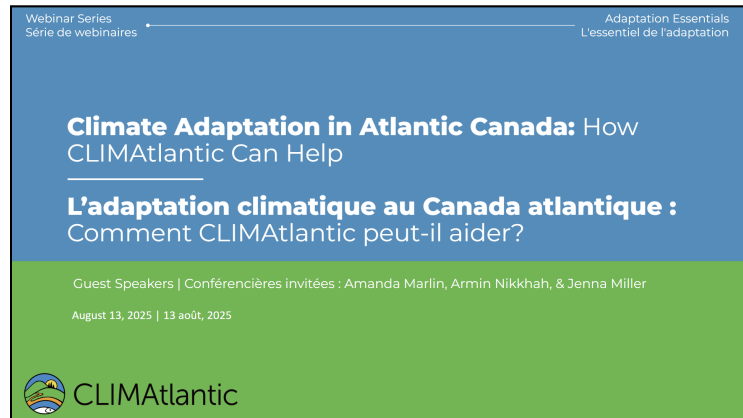 Webinar Series
Série de webinaires
Adaptation Essentials
L'essentiel de l'adaptation
Climate Adaptation in Atlantic Canada: How
CLIMAtlantic Can Help
L’adaptation climatique au Canada atlantique :
Comment CLIMAtlantic peut-il aider?
Guest Speakers | Conférencières invitées : Amanda Marlin, Armin Nikkhah, & Jenna Miller
August 13, 2025 | 13 août, 2025
CLIMAtlantic